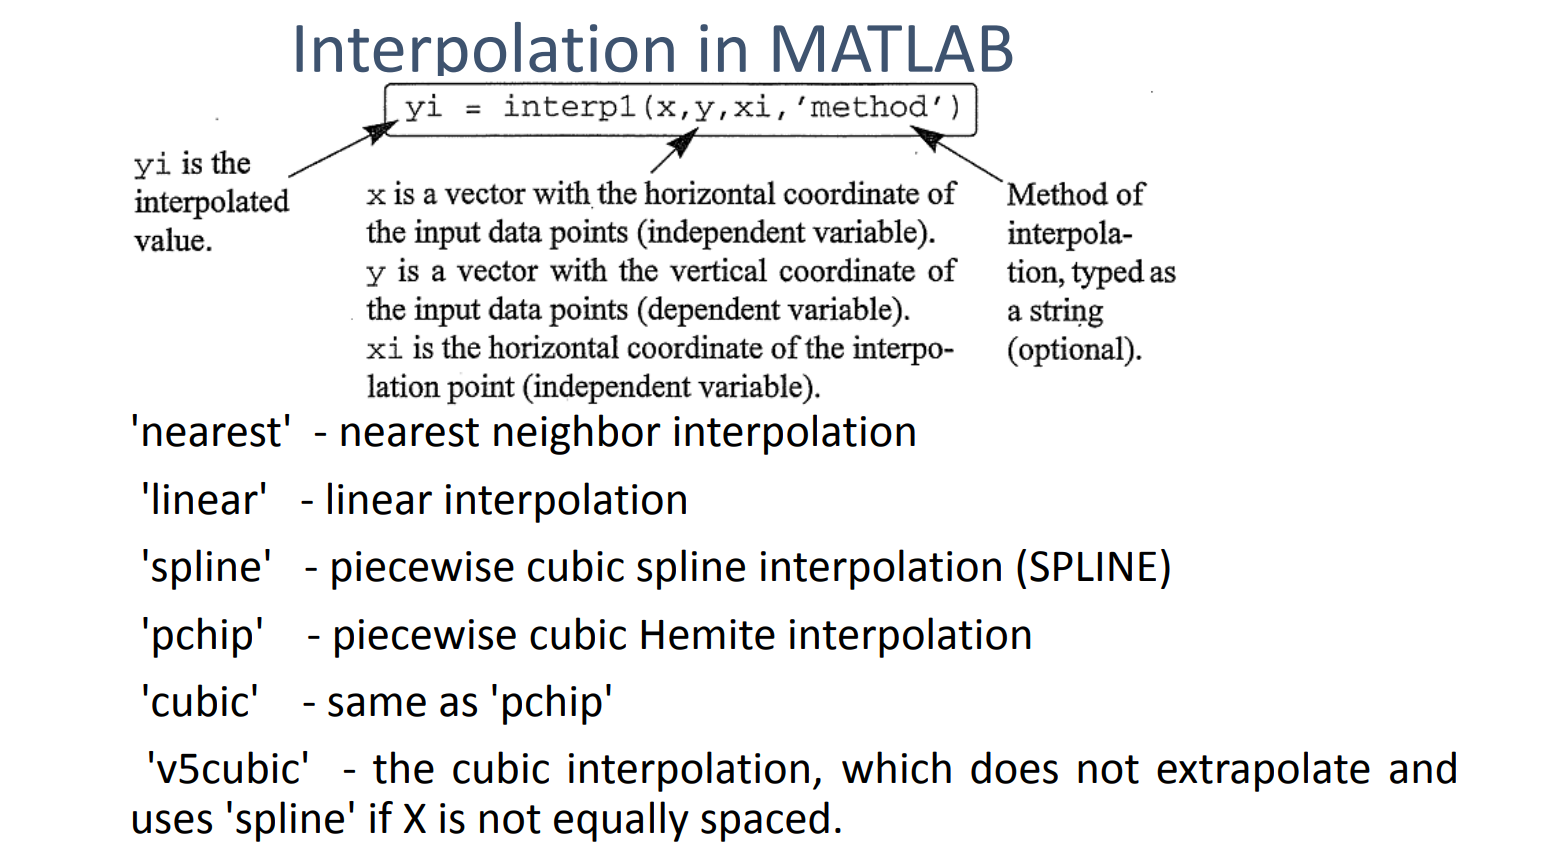 Interpolation in MATLAB
yi = interp1(x,y,xi,'method')
yi is the
interpolated
value.
x is a vector with the horizontal coordinate of
the input data points (independent variable).
y is a vector with the vertical coordinate of
the input data points (dependent variable).
xi is the horizontal coordinate of the interpo-
lation point (independent variable).
Method of
interpola-
tion, typed as
a string
(optional).
'nearest' - nearest neighbor interpolation
'linear' - linear interpolation
'spline' - piecewise cubic spline interpolation (SPLINE)
'pchip' - piecewise cubic Hemite interpolation
'cubic' - same as 'pchip'
'v5cubic' - the cubic interpolation, which does not extrapolate and
uses 'spline' if X is not equally spaced.